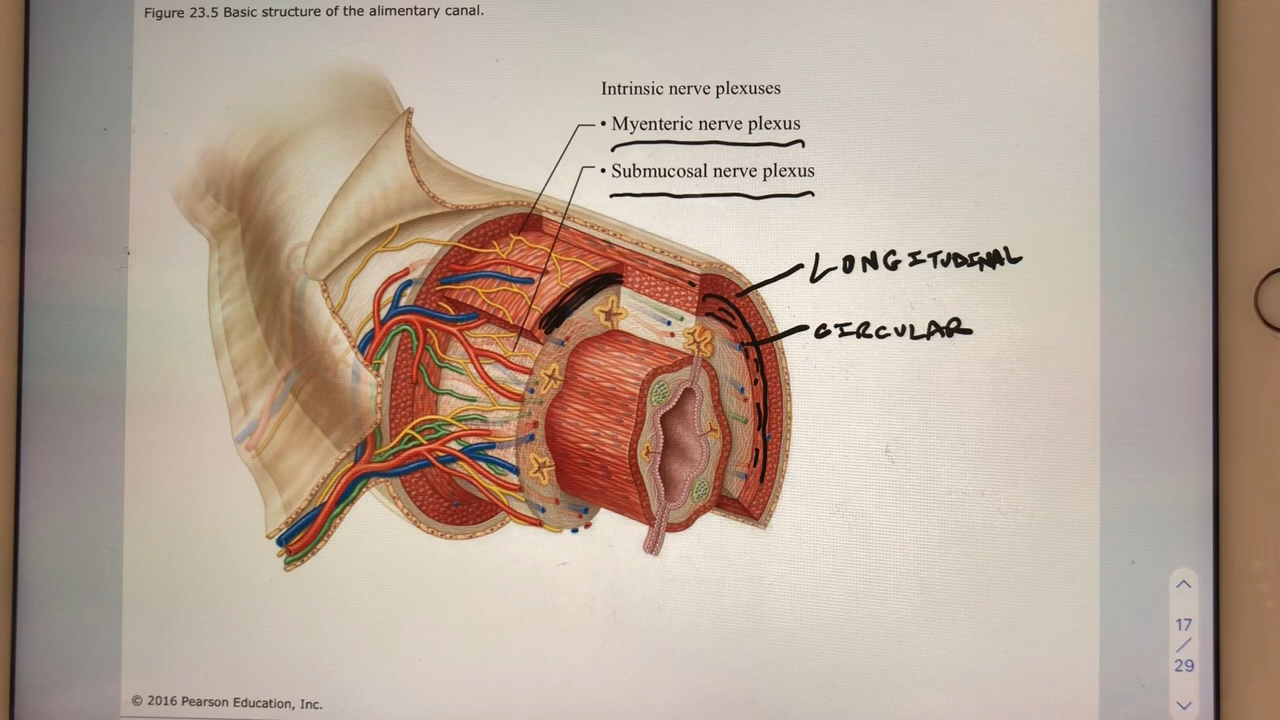 Figure 23.5 Basic structure of the alimentary canal.
Intrinsic nerve plexuses
• Myenteric nerve plexus
• Submucosal nerve plexus
LONGITUDINAL
CIRCULAR
17
/
29
© 2016 Pearson Education, Inc.